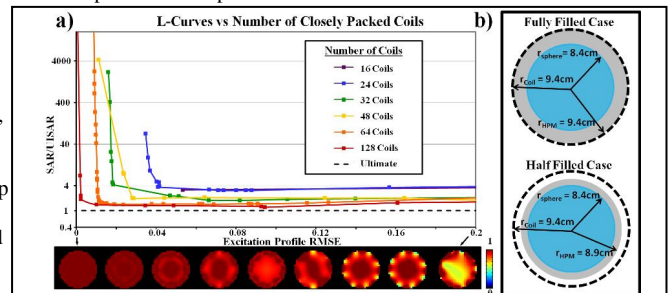 a)
L-Curves vs Number of Closely Packed Coils
b)
Fully Filled Case
Number of Coils
16 Coils
24 Coils
32 Coils
48 Coils
64 Coils
128 Coils
Ultimate
SAR/UISAR
4000
400
40
4
1
0.4
0
0.04
0.08
0.12
0.16
0.2
Excitation Profile RMSE
1
0
rsphere= 8.4cm
rCoil = 9.4cm
rHPM= 9.4cm
Half Filled Case
rsphere= 8.4cm
rCoil = 9.4cm
rHPM= 8.9cm